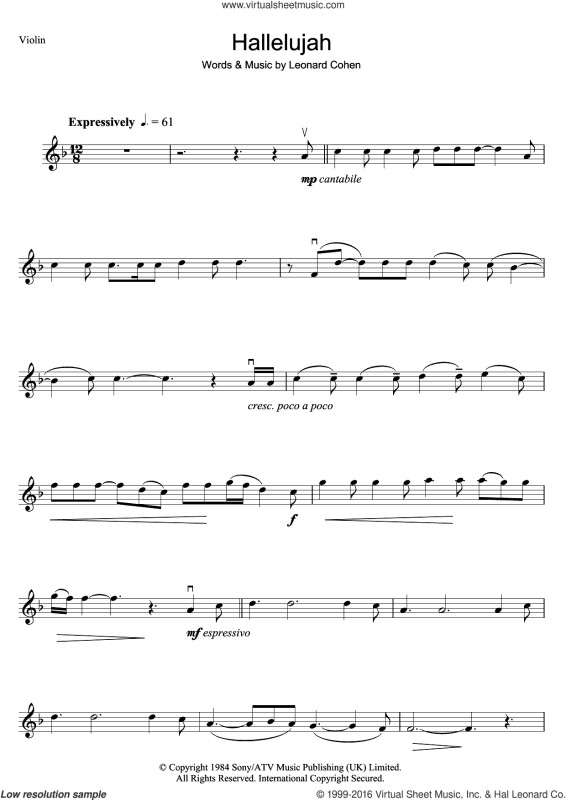 www.virtualsheetmusic.com
Violin
Hallelujah
Words & Music by Leonard Cohen
Expressively ♩. = 61
12
8
mp cantabile
cresc. poco a poco
f
mf espressivo
© Copyright 1984 Sony/ATV Music Publishing (UK) Limited.
All Rights Reserved. International Copyright Secured.
Low resolution sample
© 1999-2016 Virtual Sheet Music, Inc. & Hal Leonard Co.